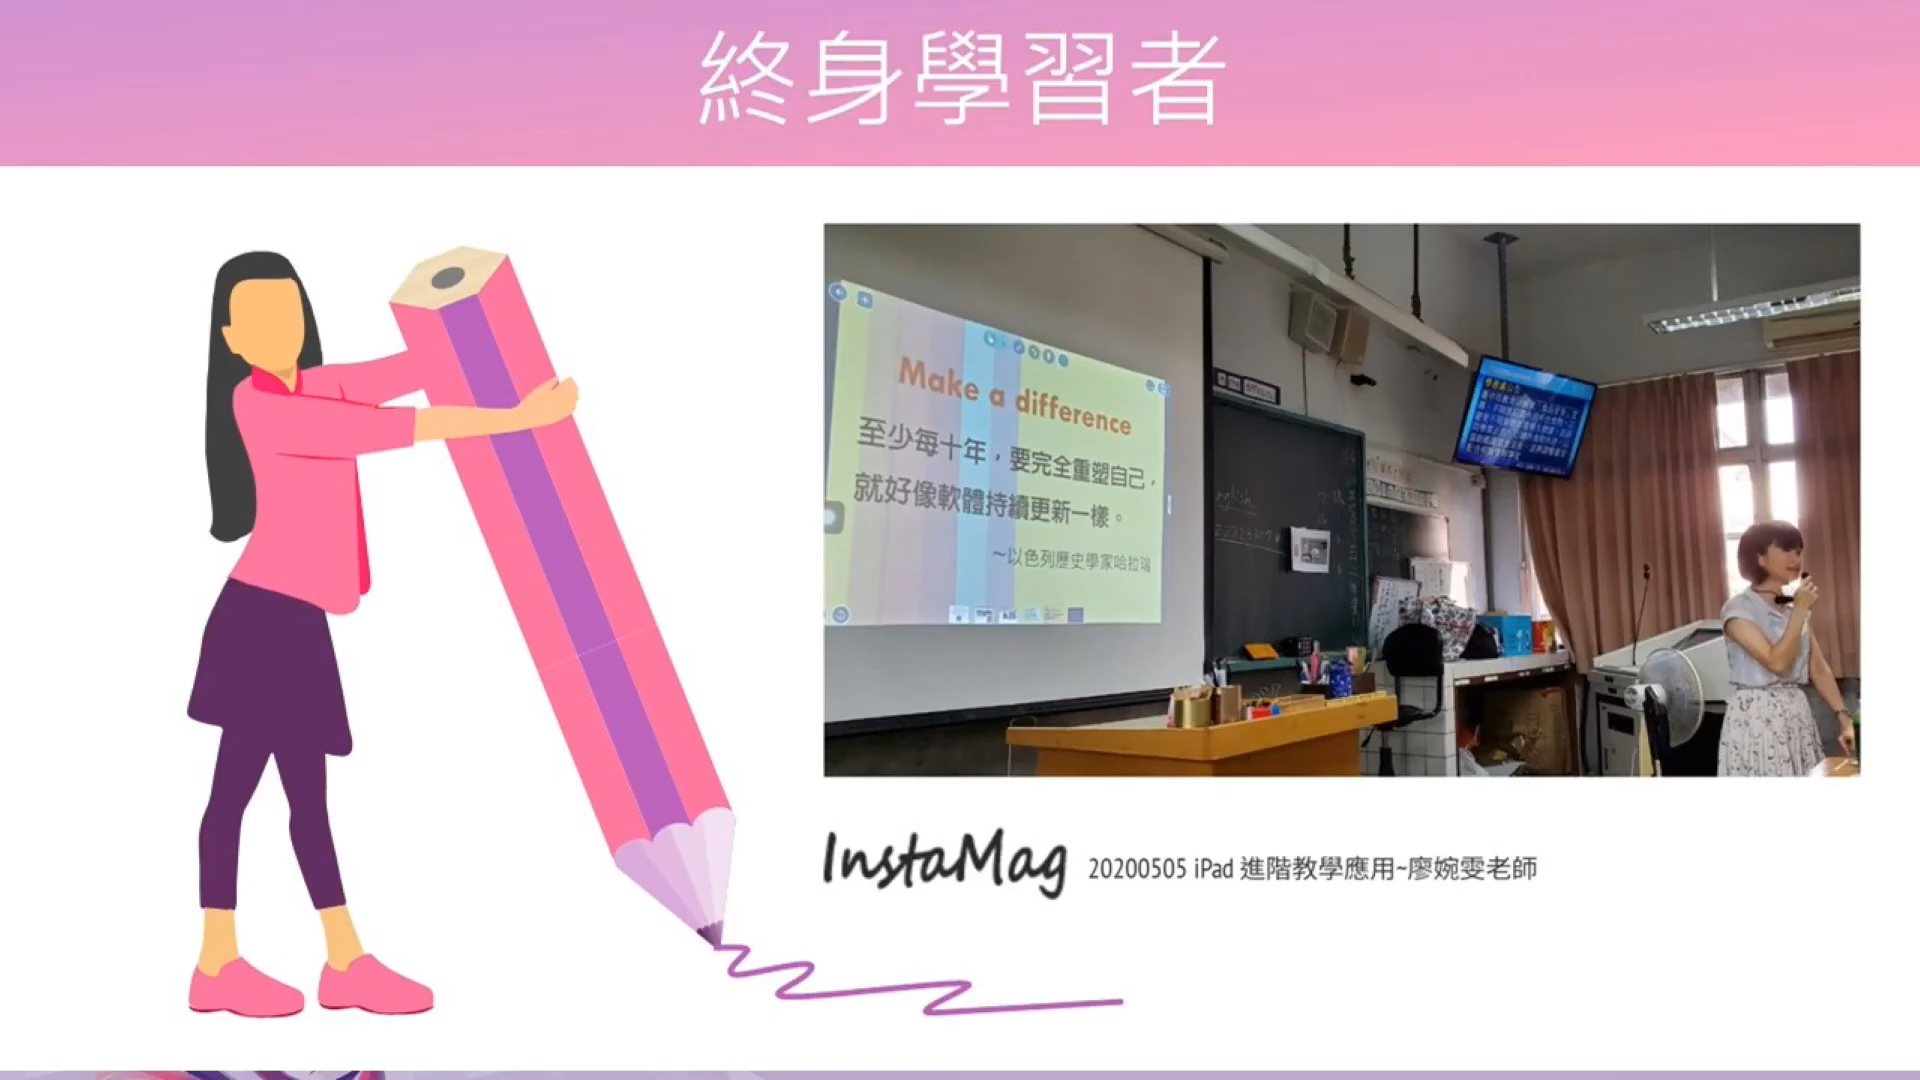 終身學習者
Make a difference
至少每十年，要完全重塑自己，
就好像軟體持續更新一樣。
～以色列歷史學家哈拉瑞
InstaMag
20200505 iPad 進階教學應用~廖婉雯老師